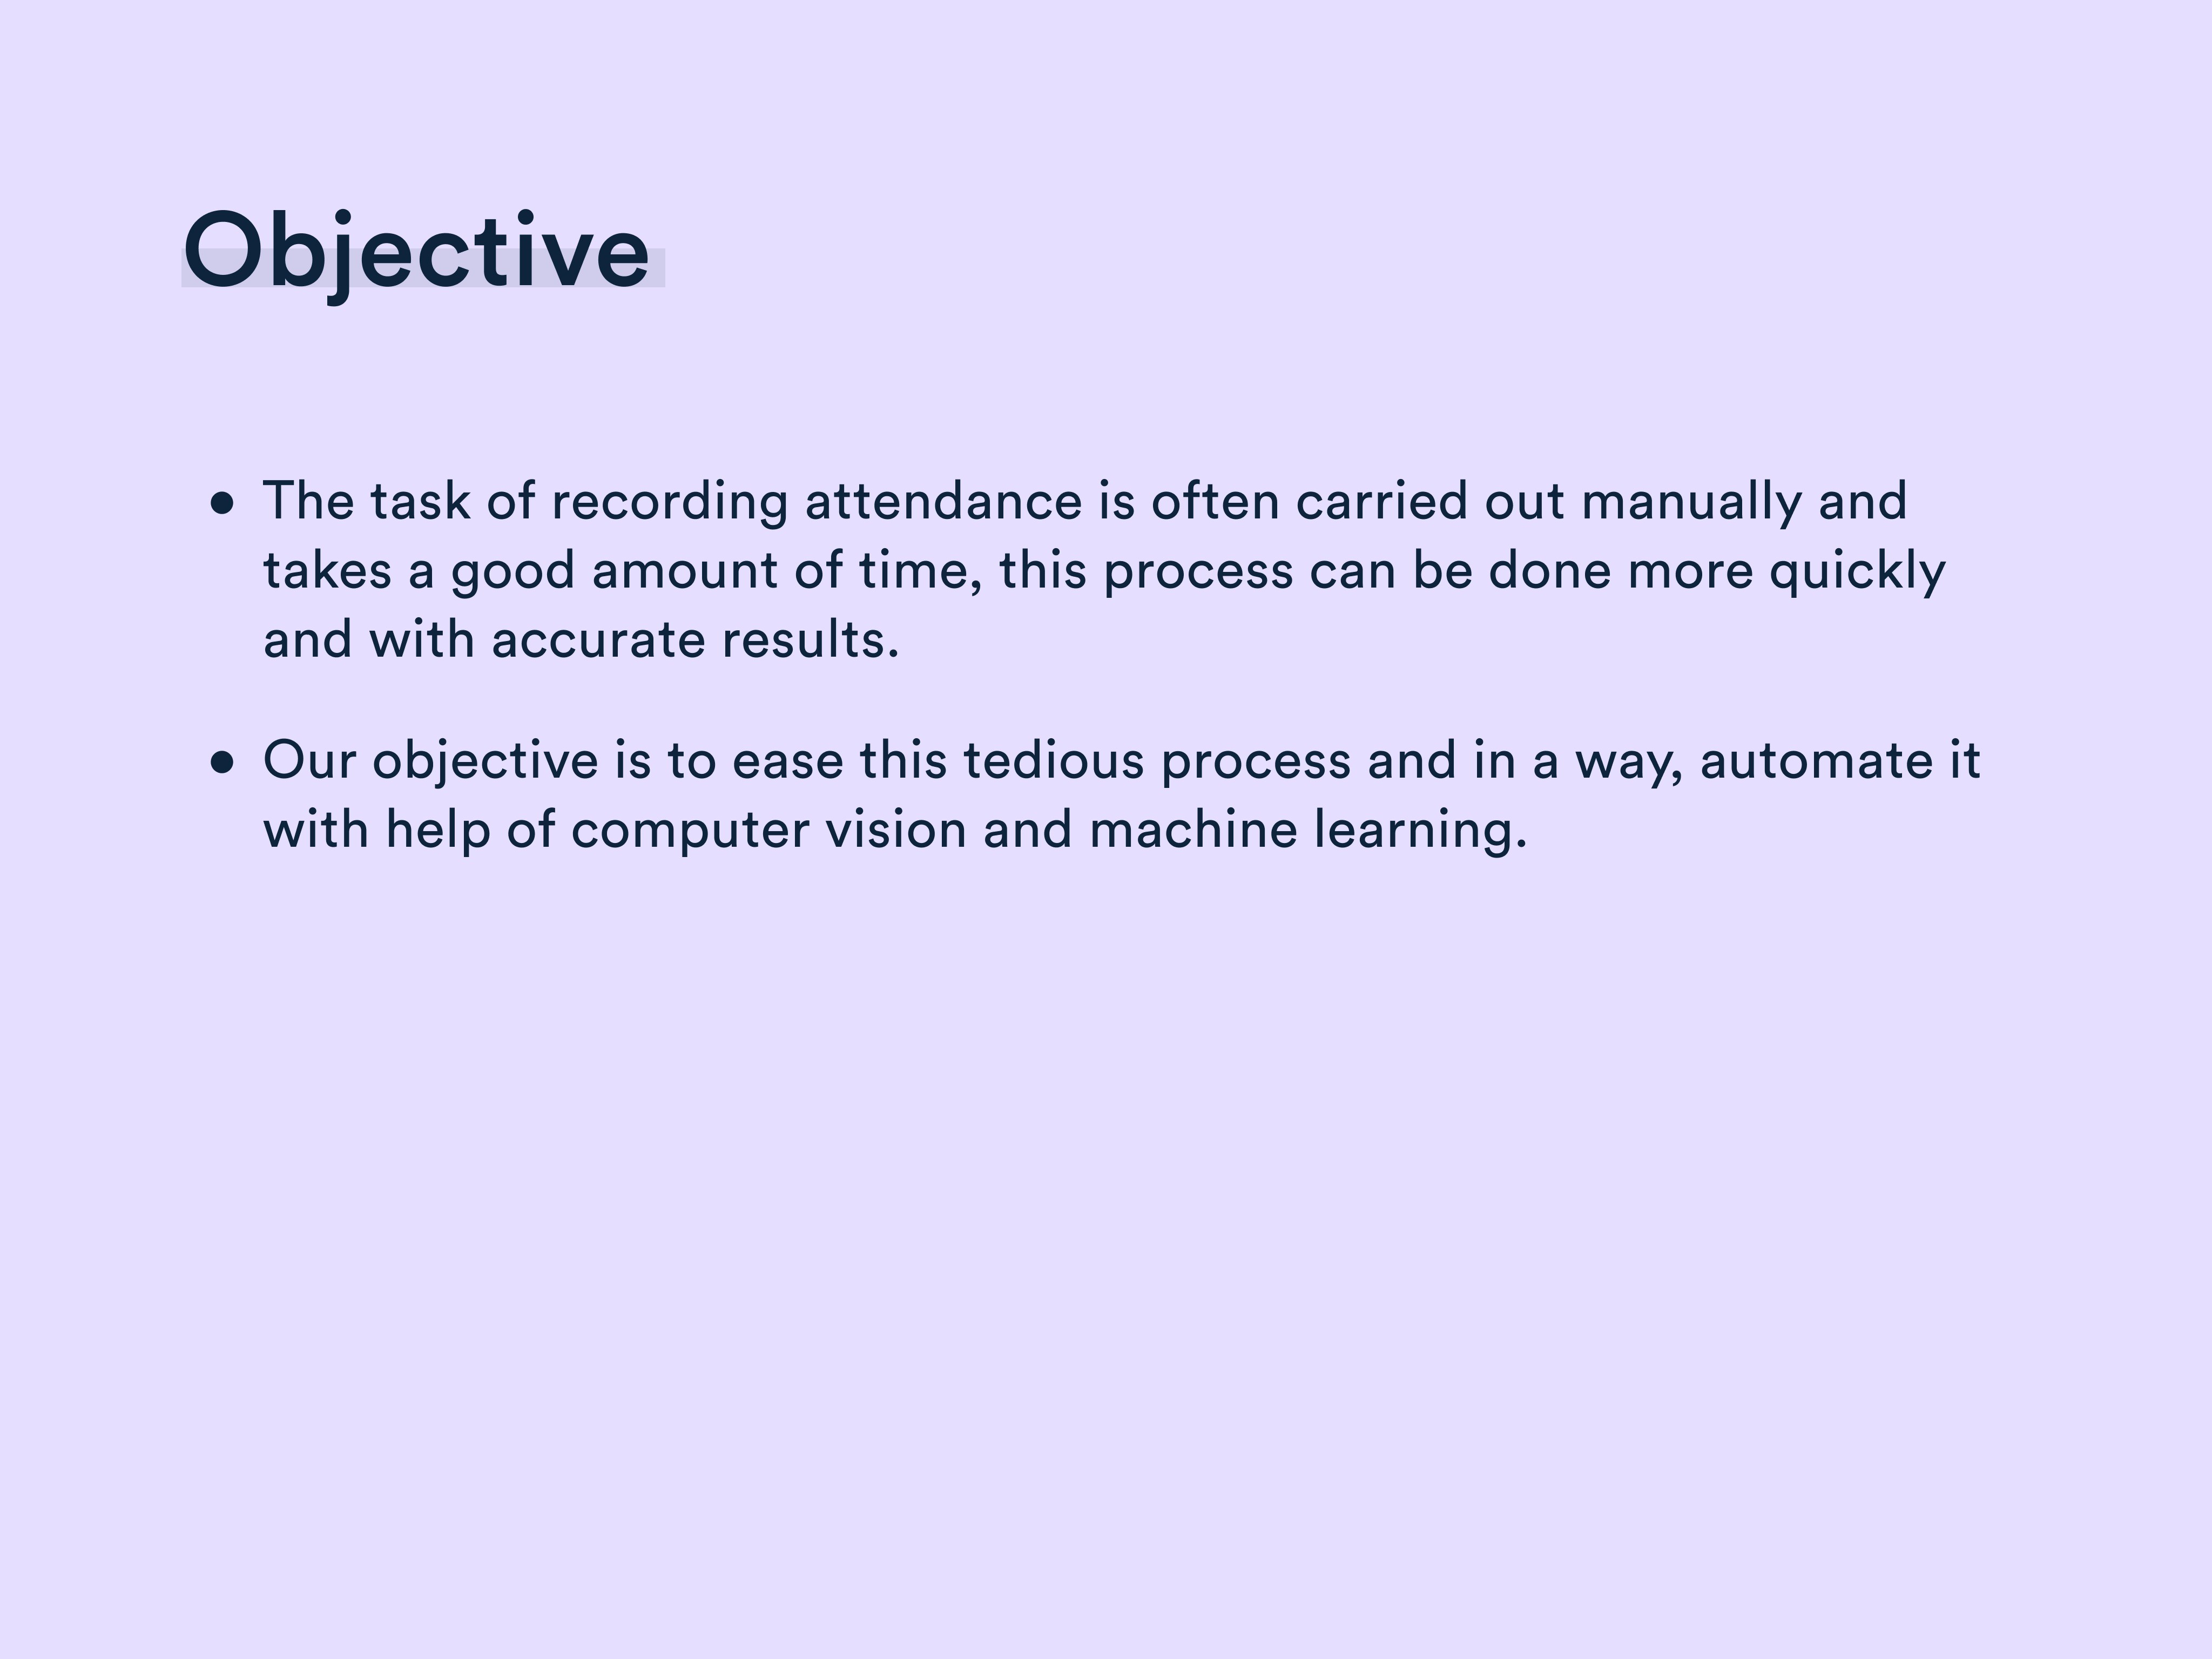 Objective
● The task of recording attendance is often carried out manually and
takes a good amount of time, this process can be done more quickly
and with accurate results.
● Our objective is to ease this tedious process and in a way, automate it
with help of computer vision and machine learning.